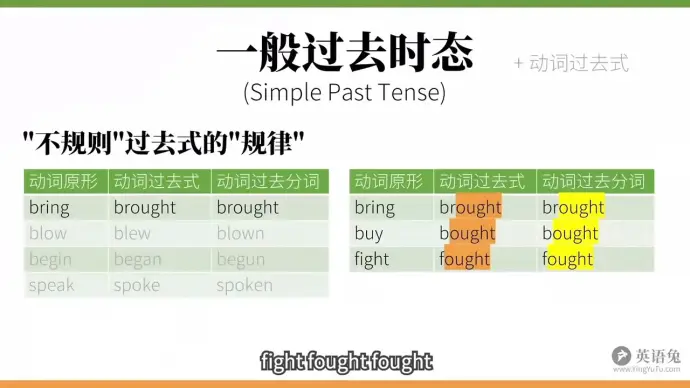 一般过去时态
+ 动词过去式
(Simple Past Tense)
"不规则"过去式的"规律"
动词原形 动词过去式 动词过去分词
bring brought brought
blow blew blown
begin began begun
speak spoke spoken
动词原形 动词过去式 动词过去分词
bring brought brought
buy bought bought
fight fought fought
fight fought fought
英语兔
www.YingYuTu.com